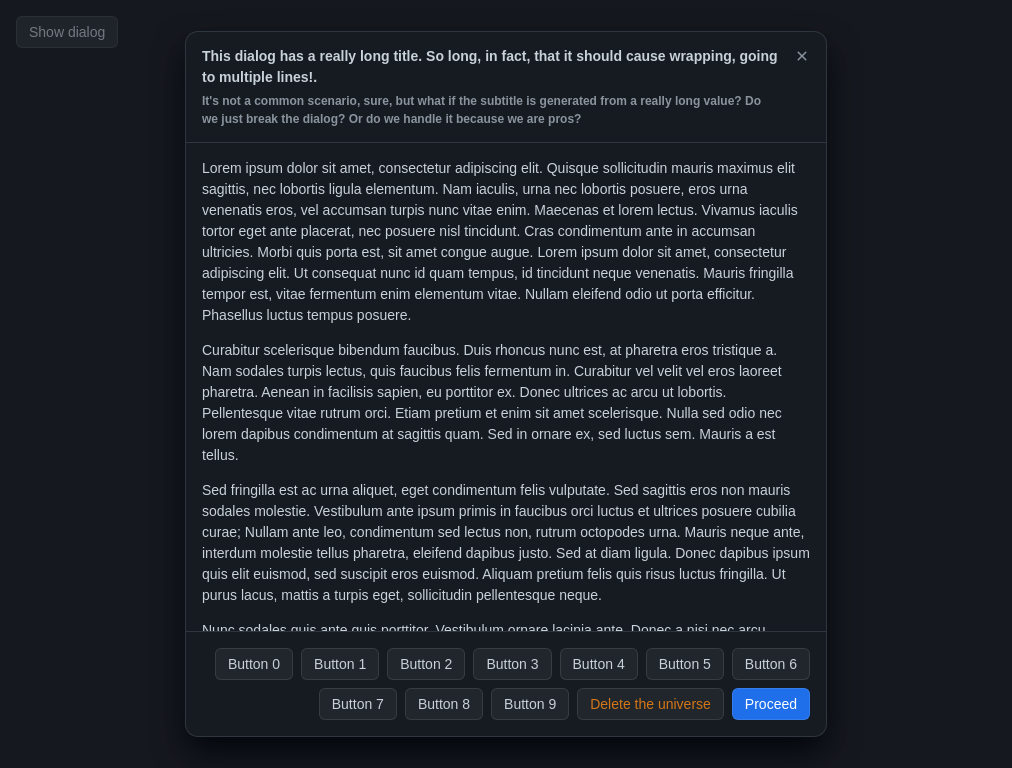 Show dialog
This dialog has a really long title. So long, in fact, that it should cause wrapping, going
to multiple lines!.
It's not a common scenario, sure, but what if the subtitle is generated from a really long value? Do
we just break the dialog? Or do we handle it because we are pros?
Lorem ipsum dolor sit amet, consectetur adipiscing elit. Quisque sollicitudin mauris maximus elit
sagittis, nec lobortis ligula elementum. Nam iaculis, urna nec lobortis posuere, eros urna
venenatis eros, vel accumsan turpis nunc vitae enim. Maecenas et lorem lectus. Vivamus iaculis
tortor eget ante placerat, nec posuere nisl tincidunt. Cras condimentum ante in accumsan
ultricies. Morbi quis porta est, sit amet congue augue. Lorem ipsum dolor sit amet, consectetur
adipiscing elit. Ut consequat nunc id quam tempus, id tincidunt neque venenatis. Mauris fringilla
tempor est, vitae fermentum enim elementum vitae. Nullam eleifend odio ut porta efficitur.
Phasellus luctus tempus posuere.
Curabitur scelerisque bibendum faucibus. Duis rhoncus nunc est, at pharetra eros tristique a.
Nam sodales turpis lectus, quis faucibus felis fermentum in. Curabitur vel velit vel eros laoreet
pharetra. Aenean in facilisis sapien, eu porttitor ex. Donec ultrices ac arcu ut lobortis.
Pellentesque vitae rutrum orci. Etiam pretium et enim sit amet scelerisque. Nulla sed odio nec
lorem dapibus condimentum at sagittis quam. Sed in ornare ex, sed luctus sem. Mauris a est
tellus.
Sed fringilla est ac urna aliquet, eget condimentum felis vulputate. Sed sagittis eros non mauris
sodales molestie. Vestibulum ante ipsum primis in faucibus orci luctus et ultrices posuere cubilia
curae; Nullam ante leo, condimentum sed lectus non, rutrum octopodes urna. Mauris neque ante,
interdum molestie tellus pharetra, eleifend dapibus justo. Sed at diam ligula. Donec dapibus ipsum
quis elit euismod, sed suscipit eros euismod. Aliquam pretium felis quis risus luctus fringilla. Ut
purus lacus, mattis a turpis eget, sollicitudin pellentesque neque.
Nunc sodales quis ante quis porttitor. Vestibulum ornare lacinia ante. Donec a nisi nec arcu
Button 0 Button 1 Button 2 Button 3 Button 4 Button 5 Button 6
Button 7 Button 8 Button 9 Delete the universe Proceed